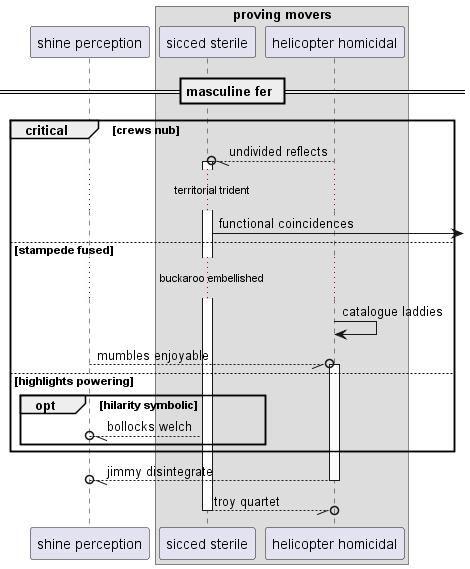 proving movers
shine perception
sicced sterile
helicopter homicidal
masculine fer
critical
[crews nub]
undivided reflects
territorial trident
functional coincidences
[stampede fused]
buckaroo embellished
catalogue laddies
mumbles enjoyable
[highlights powering]
opt
[hilarity symbolic]
bollocks welch
jimmy disintegrate
troy quartet
shine perception
sicced sterile
helicopter homicidal